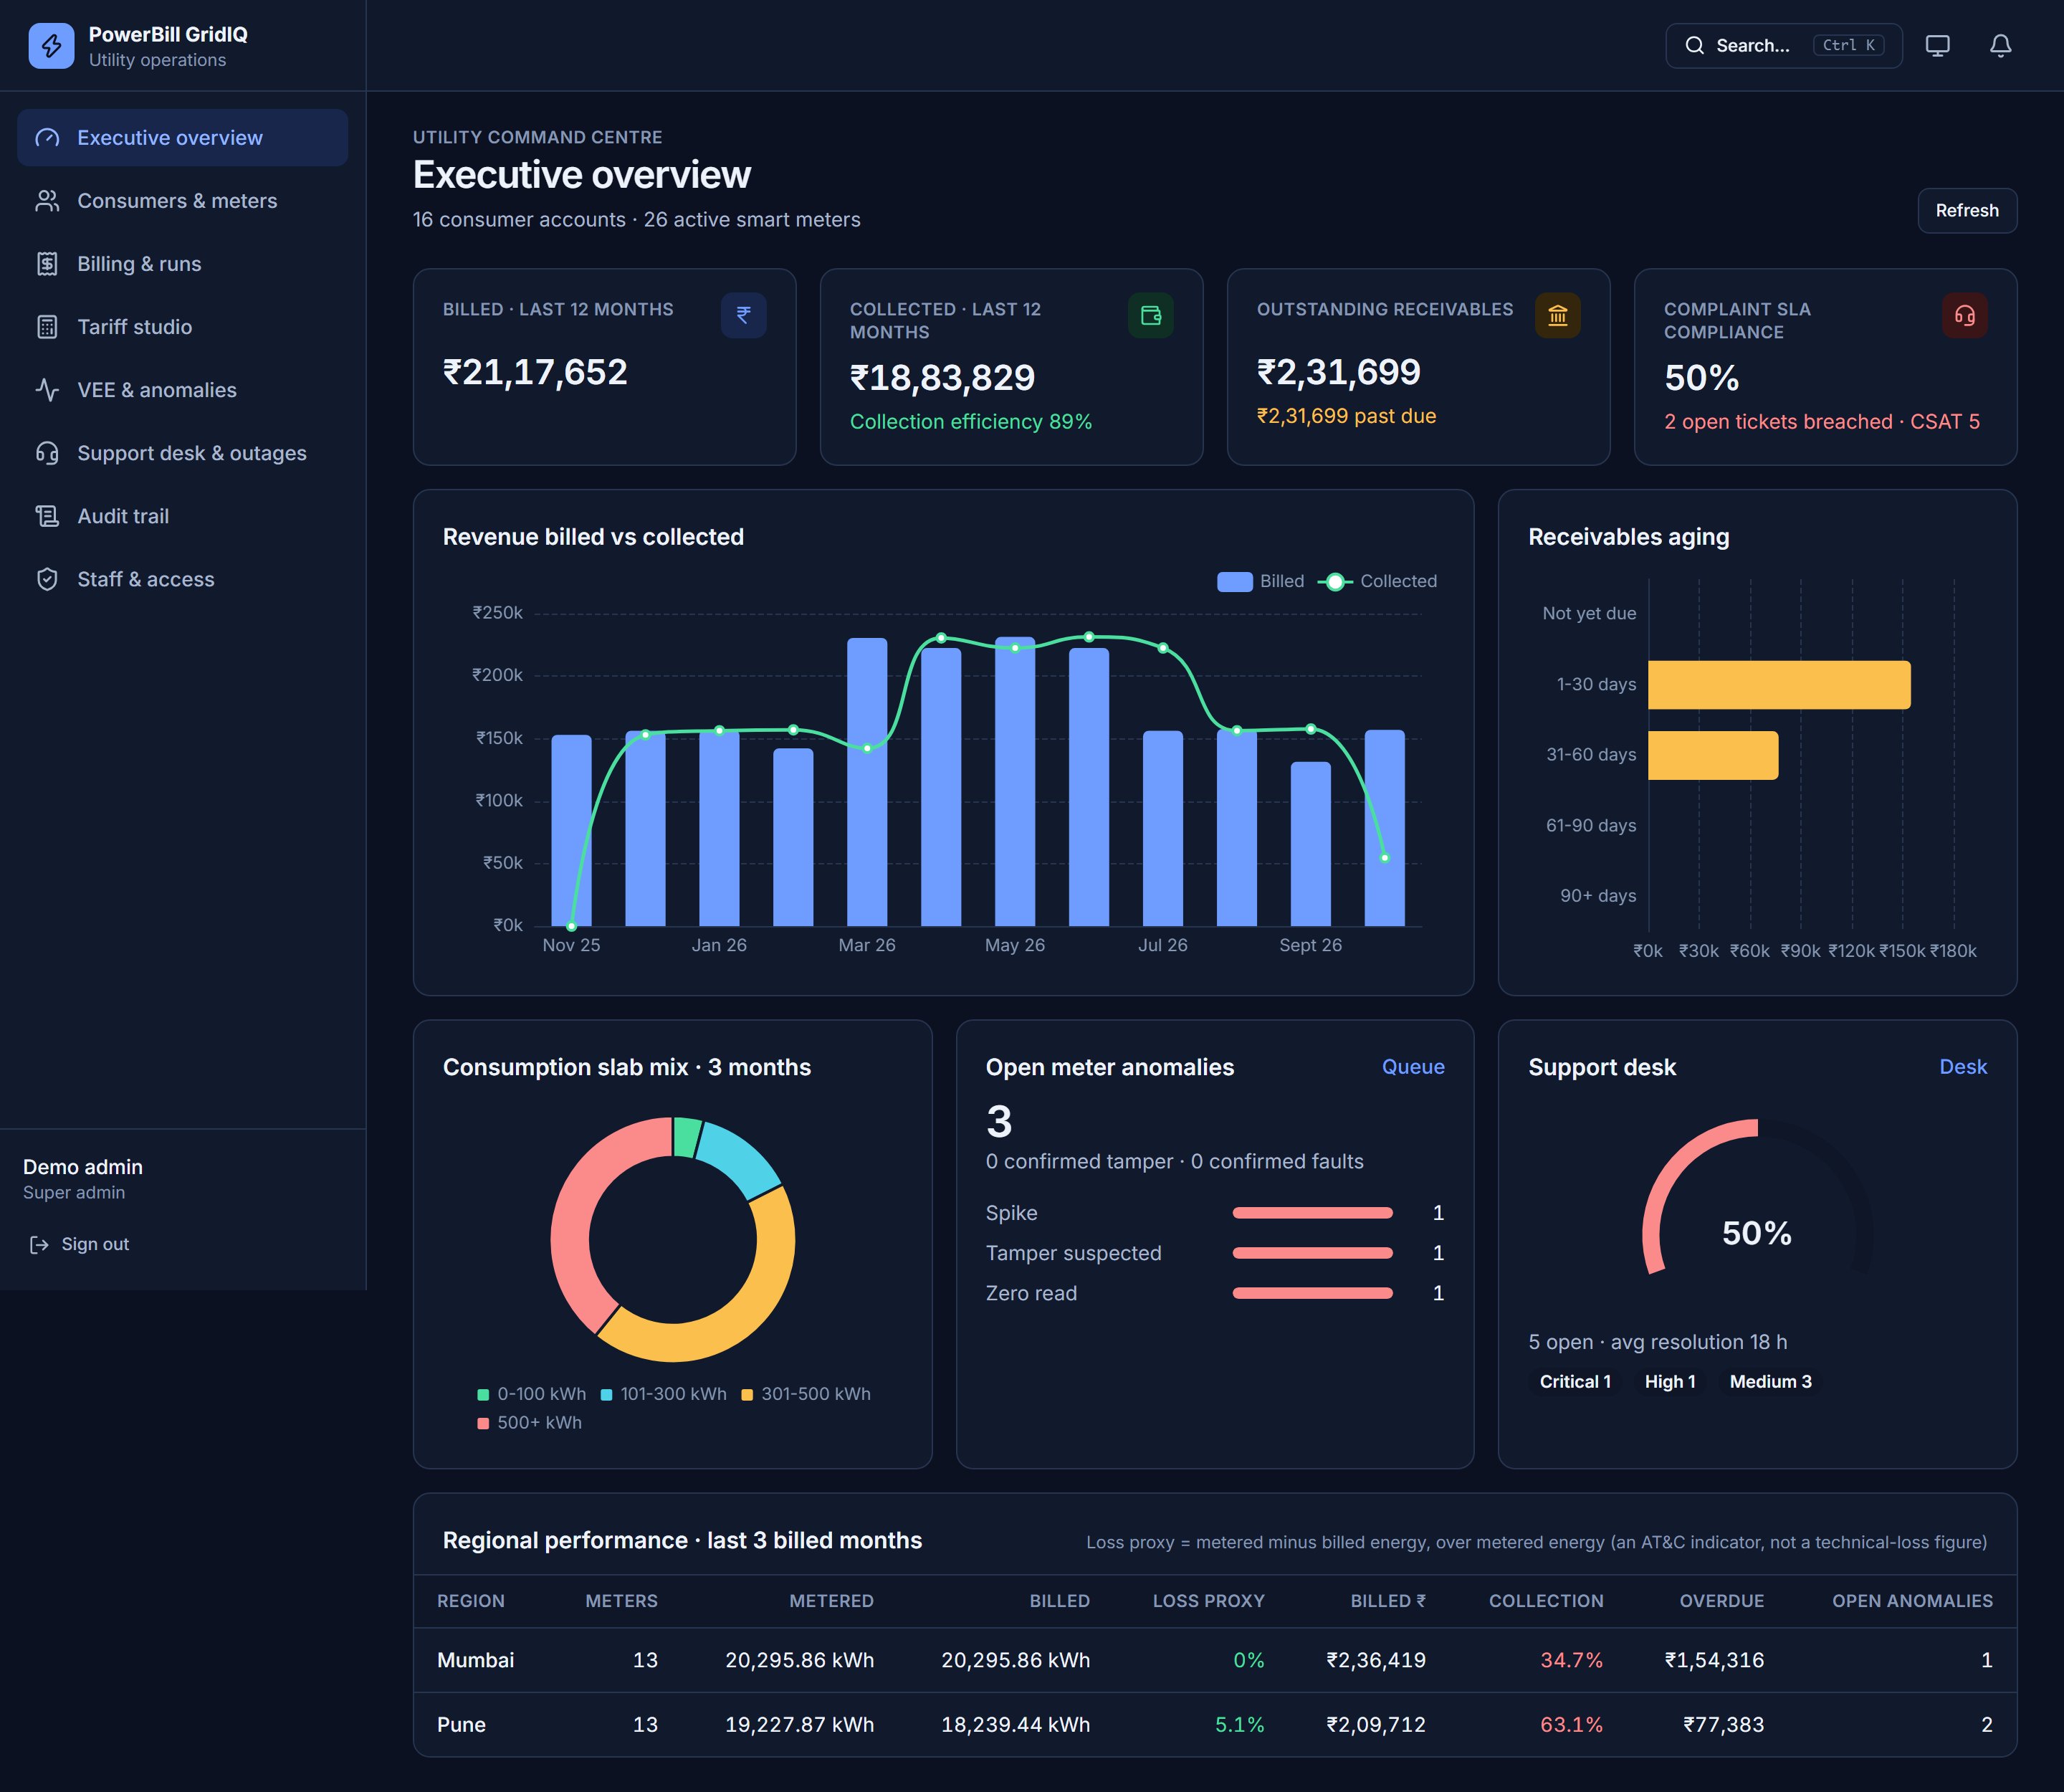 PowerBill GridIQ
Utility operations
Search... Ctrl K
Executive overview
Consumers & meters
Billing & runs
Tariff studio
VEE & anomalies
Support desk & outages
Audit trail
Staff & access
Demo admin
Super admin
Sign out
UTILITY COMMAND CENTRE
Executive overview
16 consumer accounts · 26 active smart meters
Refresh
BILLED · LAST 12 MONTHS
₹
₹21,17,652
COLLECTED · LAST 12
MONTHS
₹18,83,829
Collection efficiency 89%
OUTSTANDING RECEIVABLES
₹2,31,699
₹2,31,699 past due
COMPLAINT SLA
COMPLIANCE
50%
2 open tickets breached · CSAT 5
Revenue billed vs collected
Billed Collected
₹250k
₹200k
₹150k
₹100k
₹50k
₹0k
Nov 25 Jan 26 Mar 26 May 26 Jul 26 Sept 26
Receivables aging
Not yet due
1-30 days
31-60 days
61-90 days
90+ days
₹0k ₹30k ₹60k ₹90k ₹120k ₹150k ₹180k
Consumption slab mix · 3 months
0-100 kWh 101-300 kWh 301-500 kWh
500+ kWh
Open meter anomalies Queue
3
0 confirmed tamper · 0 confirmed faults
Spike 1
Tamper suspected 1
Zero read 1
Support desk Desk
50%
5 open · avg resolution 18 h
Critical 1 High 1 Medium 3
Regional performance · last 3 billed months
Loss proxy = metered minus billed energy, over metered energy (an AT&C indicator, not a technical-loss figure)
REGION METERS METERED BILLED LOSS PROXY BILLED ₹ COLLECTION OVERDUE OPEN ANOMALIES
Mumbai 13 20,295.86 kWh 20,295.86 kWh 0% ₹2,36,419 34.7% ₹1,54,316 1
Pune 13 19,227.87 kWh 18,239.44 kWh 5.1% ₹2,09,712 63.1% ₹77,383 2